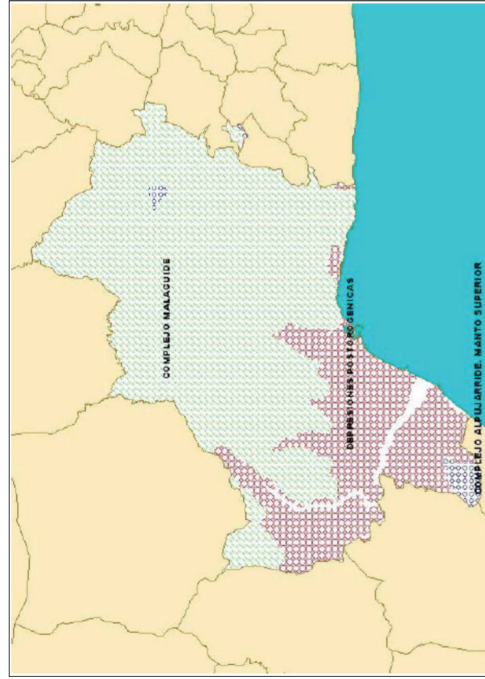 COMPLEJO MALAGUIDE
DEPRESIONES POSTOROGENICAS
COMPLEJO ALPUJARRIDE. MANTO SUPERIOR